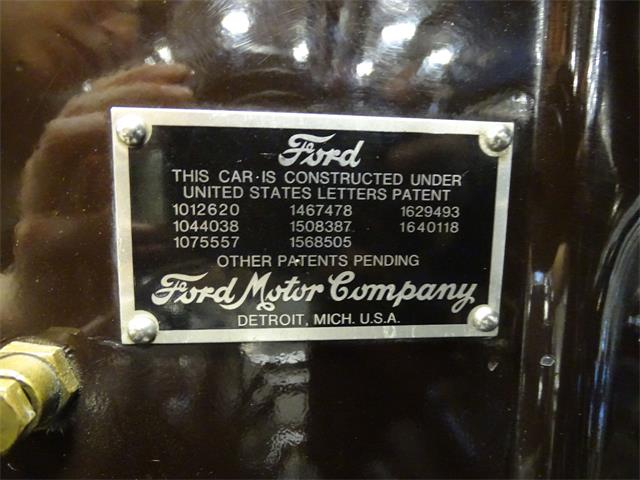 Ford
THIS CAR·IS CONSTRUCTED UNDER
UNITED STATES LETTERS PATENT
1012620 1467478 1629493
1044038 1508387 1640118
1075557 1568505
OTHER PATENTS PENDING
Ford Motor Company
DETROIT, MICH. U.S.A.